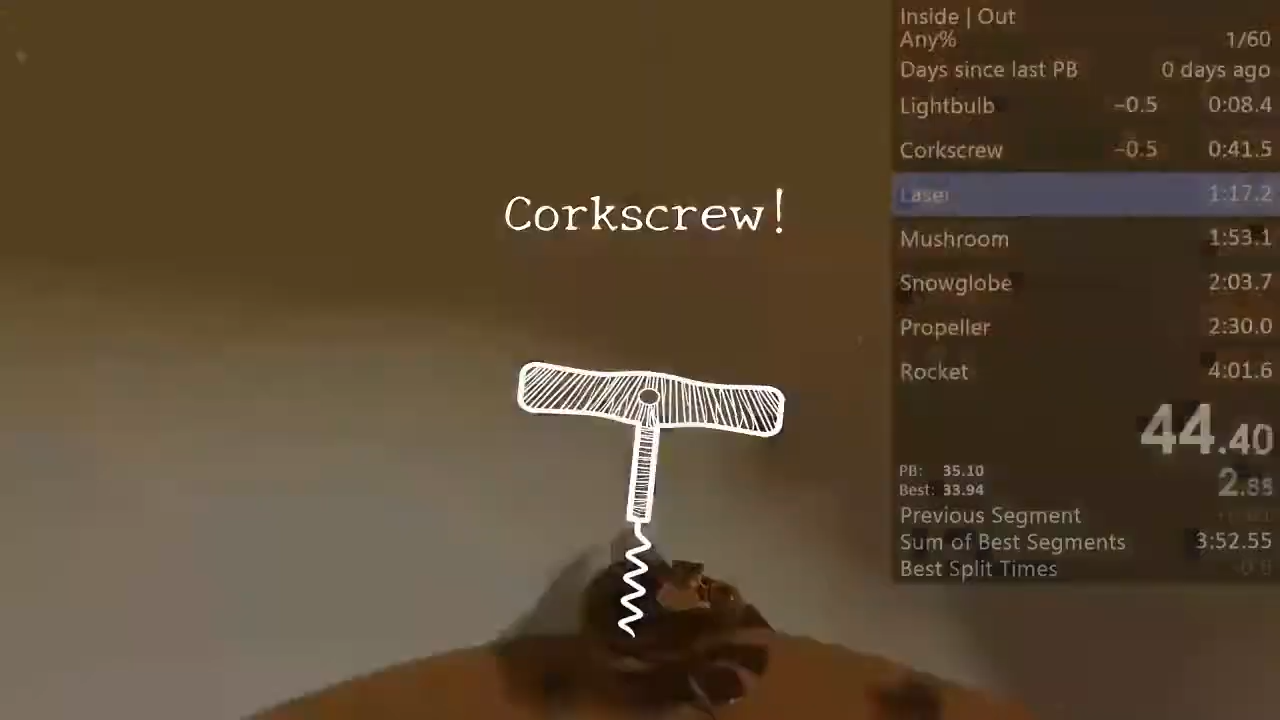 Inside | Out
Any% 1/60
Days since last PB 0 days ago
Lightbulb -0.5 0:08.4
Corkscrew -0.5 0:41.5
Laser 1:17.2
Mushroom 1:53.1
Snowglobe 2:03.7
Propeller 2:30.0
Rocket 4:01.6
44.40
PB: 35.10
Best: 33.94
Previous Segment
Sum of Best Segments 3:52.55
Best Split Times
Corkscrew!